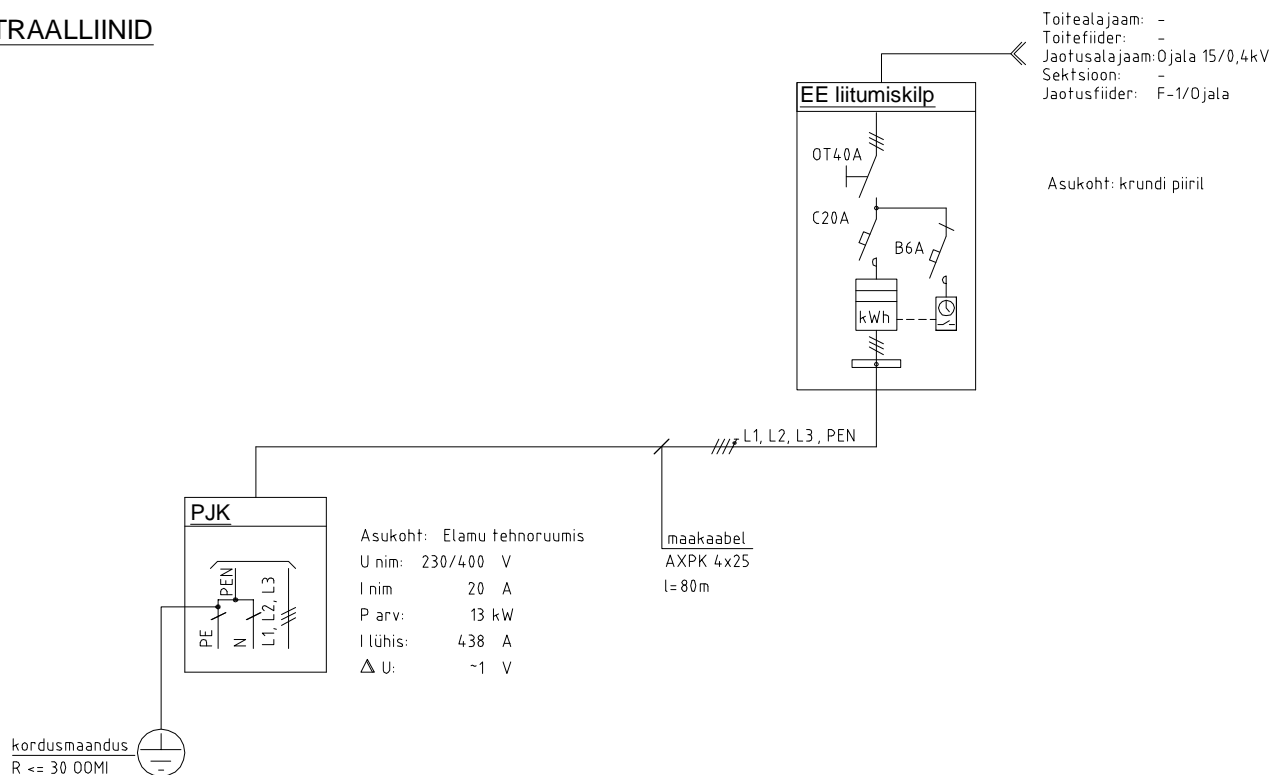 TRAALLIINID
Toitealajaam: -
Toitefiider: -
Jaotusalajaam: Ojala 15/0,4kV
Sektsioon: -
Jaotusfiider: F-1/Ojala
Asukoht: krundi piiril
EE liitumiskilp
OT40A
C20A
B6A
kWh
L1, L2, L3, PEN
maakaabel
AXPK 4x25
l=80m
PJK
PEN
PE
N
L1, L2, L3
Asukoht: Elamu tehnoruumis
U nim: 230/400 V
I nim 20 A
P arv: 13 kW
I lühis: 438 A
Δ U: ~1 V
kordusmaandus
R <= 30 OOMI